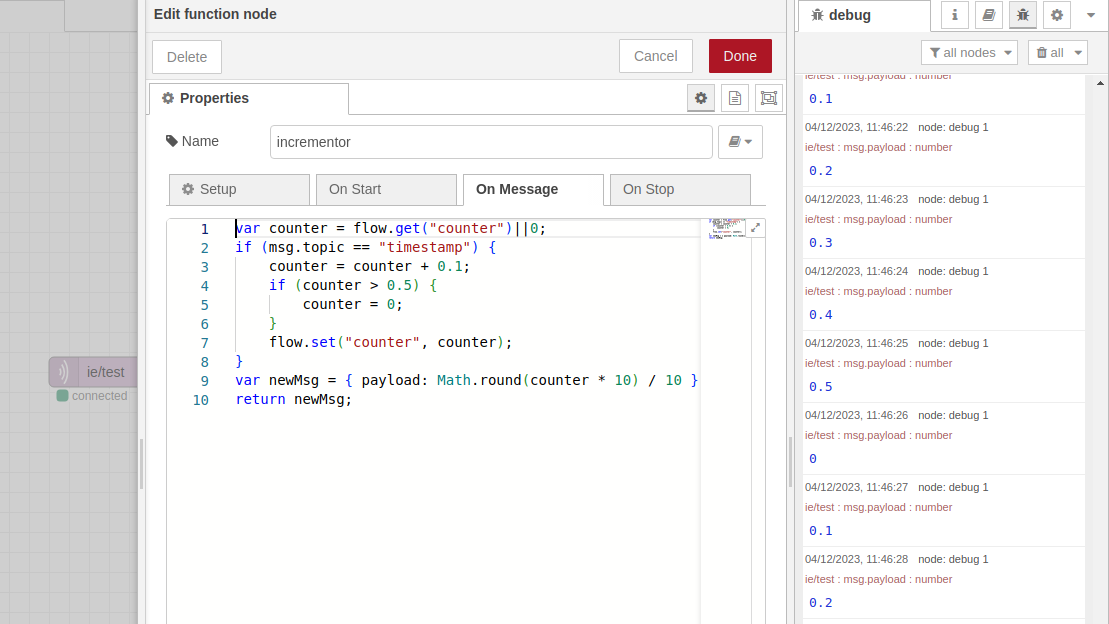 Edit function node
Delete
Cancel
Done
Properties
Name
incrementor
Setup
On Start
On Message
On Stop
1 var counter = flow.get("counter")||0;
2 if (msg.topic == "timestamp") {
3 counter = counter + 0.1;
4 if (counter > 0.5) {
5 counter = 0;
6 }
7 flow.set("counter", counter);
8 }
9 var newMsg = { payload: Math.round(counter * 10) / 10 }
10 return newMsg;
ie/test
connected
debug
all nodes
all
ie/test : msg.payload : number
0.1
04/12/2023, 11:46:22 node: debug 1
ie/test : msg.payload : number
0.2
04/12/2023, 11:46:23 node: debug 1
ie/test : msg.payload : number
0.3
04/12/2023, 11:46:24 node: debug 1
ie/test : msg.payload : number
0.4
04/12/2023, 11:46:25 node: debug 1
ie/test : msg.payload : number
0.5
04/12/2023, 11:46:26 node: debug 1
ie/test : msg.payload : number
0
04/12/2023, 11:46:27 node: debug 1
ie/test : msg.payload : number
0.1
04/12/2023, 11:46:28 node: debug 1
ie/test : msg.payload : number
0.2